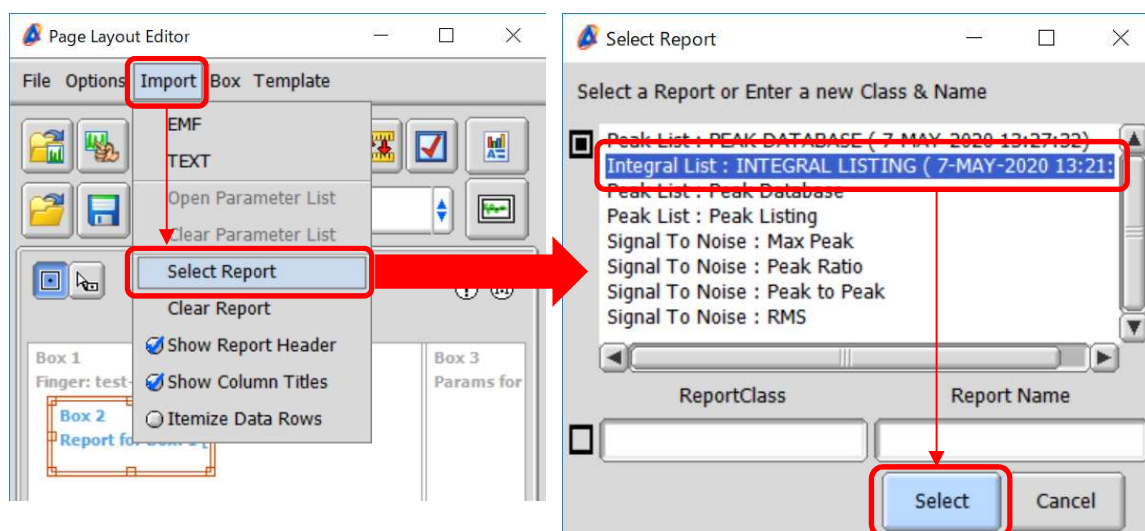 Page Layout Editor
File Options Import Box Template
EMF
TEXT
Open Parameter List
Clear Parameter List
Select Report
Clear Report
Show Report Header
Show Column Titles
Itemize Data Rows
Box 1
Finger: test-
Box 2
Report for
Box 3
Params for
Select Report
Select a Report or Enter a new Class & Name
Peak List : PEAK DATABASE ( 7-MAY-2020 13:27:32)
Integral List : INTEGRAL LISTING ( 7-MAY-2020 13:21:
Peak List : Peak Database
Peak List : Peak Listing
Signal To Noise : Max Peak
Signal To Noise : Peak Ratio
Signal To Noise : Peak to Peak
Signal To Noise : RMS
ReportClass Report Name
Select Cancel